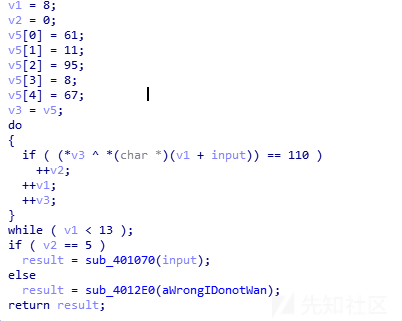 v1 = 8;
v2 = 0;
v5[0] = 61;
v5[1] = 11;
v5[2] = 95;
v5[3] = 8;
v5[4] = 67;
v3 = v5;
do
{
if ( (*v3 ^ *(char *)(v1 + input)) == 110 )
++v2;
++v1;
++v3;
}
while ( v1 < 13 );
if ( v2 == 5 )
result = sub_401070(input);
else
result = sub_4012E0(aWrongIDonotWan);
return result;
先知社区